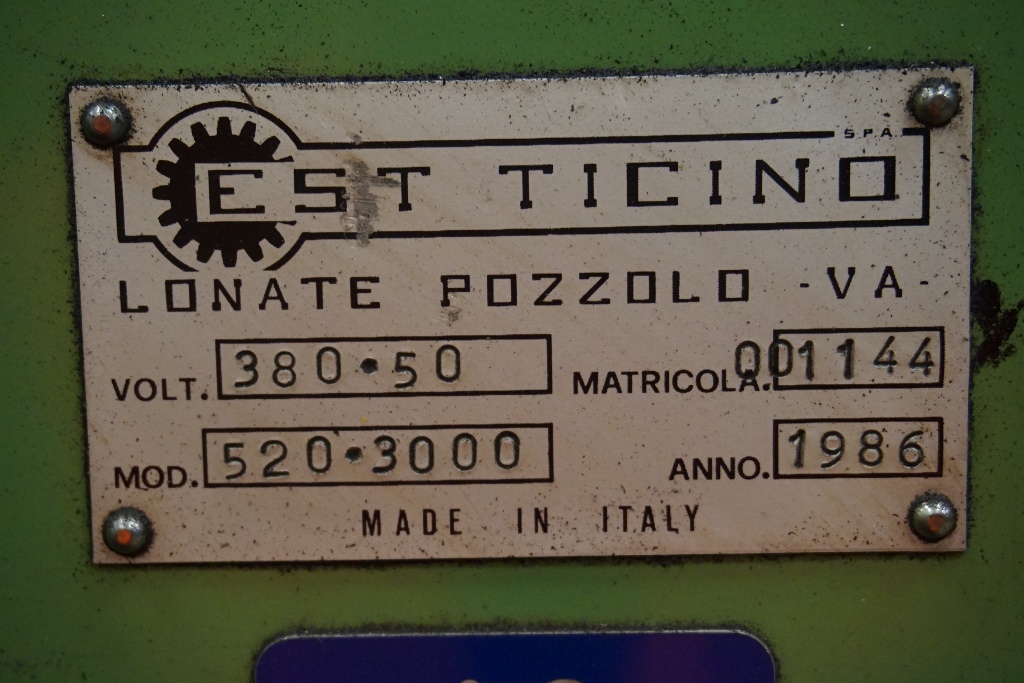 S.P.A.
EST TICINO
LONATE POZZOLO -VA-
VOLT. 380·50 MATRICOLA. 001144
MOD. 520·3000 ANNO. 1986
MADE IN ITALY